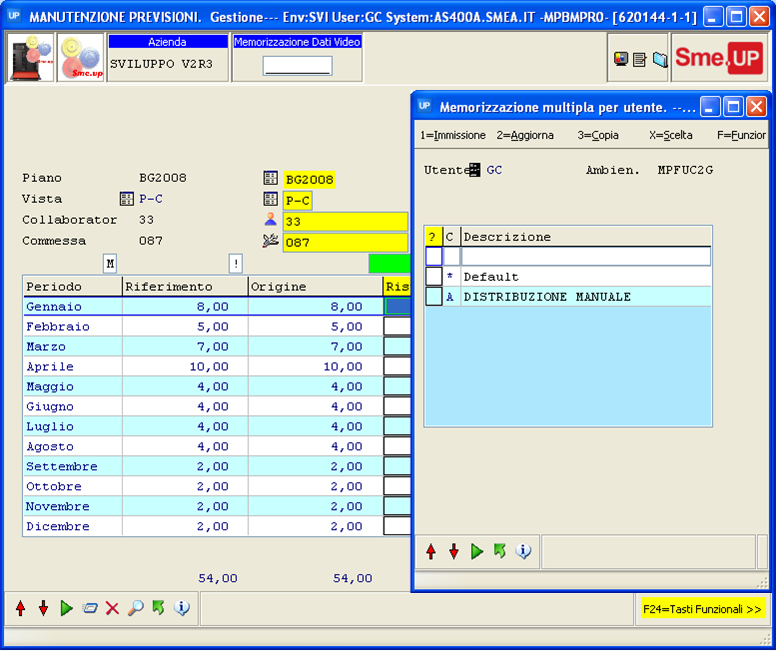 UP MANUTENZIONE PREVISIONI. Gestione--- Env:SVI User:GC System:AS400A.SMEA.IT -MPBMPR0- [620144-1-1]
Sme.up
Azienda
SVILUPPO V2R3
Memorizzazione Dati Video
Sme.UP
Piano BG2008 BG2008
Vista P-C P-C
Collaborator 33 33
Commessa 087 087
M !
Periodo Riferimento Origine Ris
Gennaio 8,00 8,00
Febbraio 5,00 5,00
Marzo 7,00 7,00
Aprile 10,00 10,00
Maggio 4,00 4,00
Giugno 4,00 4,00
Luglio 4,00 4,00
Agosto 4,00 4,00
Settembre 2,00 2,00
Ottobre 2,00 2,00
Novembre 2,00 2,00
Dicembre 2,00 2,00
54,00 54,00
F24=Tasti Funzionali >>
UP Memorizzazione multipla per utente. --...
1=Immissione 2=Aggiorna 3=Copia X=Scelta F=Funzior
Utente GC Ambien. MPFUC2G
? C Descrizione
* Default
A DISTRIBUZIONE MANUALE